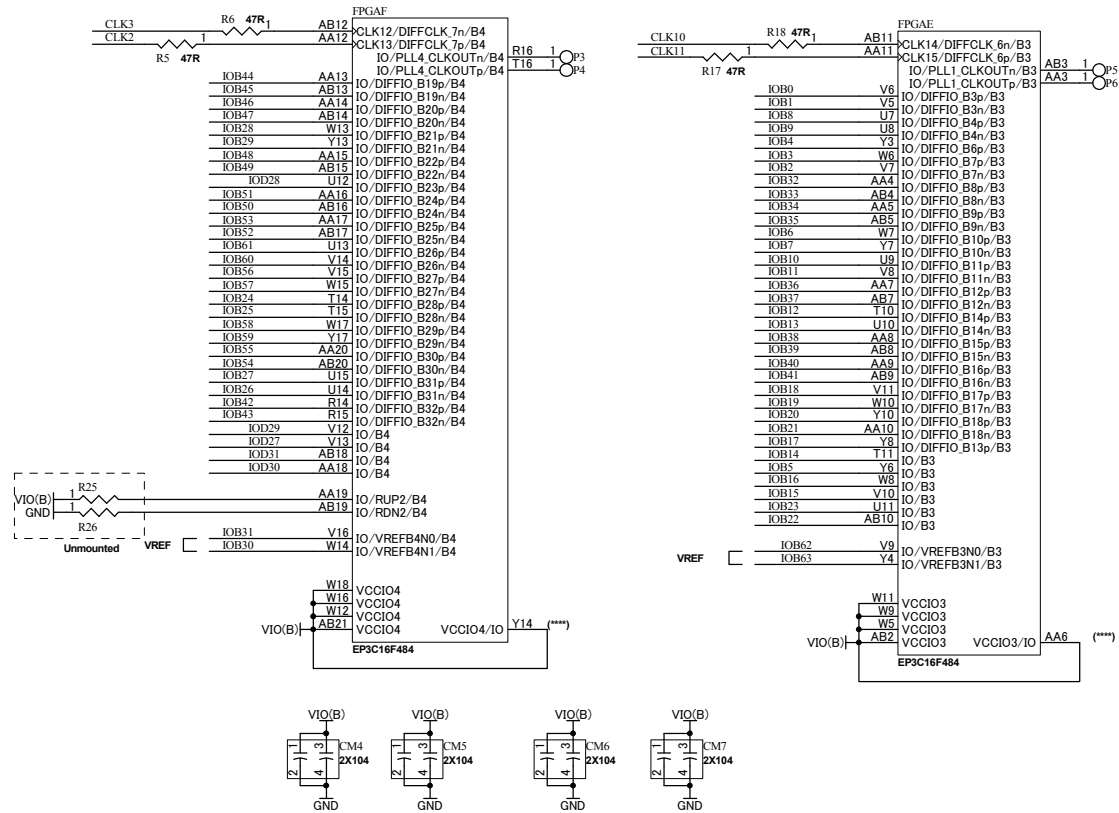 FPGAF
CLK3 R6 47R 1 AB12 CLK12/DIFFCLK_7n/B4
CLK2 R5 47R 1 AA12 CLK13/DIFFCLK_7p/B4
IO/PLL4_CLKOUTn/B4 R16 1 P3
IO/PLL4_CLKOUTp/B4 T16 1 P4
IOB44 AA13 IO/DIFFIO_B19p/B4
IOB45 AB13 IO/DIFFIO_B19n/B4
IOB46 AA14 IO/DIFFIO_B20p/B4
IOB47 AB14 IO/DIFFIO_B20n/B4
IOB28 W13 IO/DIFFIO_B21p/B4
IOB29 Y13 IO/DIFFIO_B21n/B4
IOB48 AA15 IO/DIFFIO_B22p/B4
IOB49 AB15 IO/DIFFIO_B22n/B4
IOD28 U12 IO/DIFFIO_B23p/B4
IOB51 AA16 IO/DIFFIO_B24p/B4
IOB50 AB16 IO/DIFFIO_B24n/B4
IOB53 AA17 IO/DIFFIO_B25p/B4
IOB52 AB17 IO/DIFFIO_B25n/B4
IOB61 U13 IO/DIFFIO_B26p/B4
IOB60 V14 IO/DIFFIO_B26n/B4
IOB56 V15 IO/DIFFIO_B27p/B4
IOB57 W15 IO/DIFFIO_B27n/B4
IOB24 T14 IO/DIFFIO_B28p/B4
IOB25 T15 IO/DIFFIO_B28n/B4
IOB58 W17 IO/DIFFIO_B29p/B4
IOB59 Y17 IO/DIFFIO_B29n/B4
IOB55 AA20 IO/DIFFIO_B30p/B4
IOB54 AB20 IO/DIFFIO_B30n/B4
IOB27 U15 IO/DIFFIO_B31p/B4
IOB26 U14 IO/DIFFIO_B31n/B4
IOB42 R14 IO/DIFFIO_B32p/B4
IOB43 R15 IO/DIFFIO_B32n/B4
IOD29 V12 IO/B4
IOD27 V13 IO/B4
IOD31 AB18 IO/B4
IOD30 AA18 IO/B4
VIO(B) 1 R25 AA19 IO/RUP2/B4
GND 1 R26 AB19 IO/RDN2/B4
Unmounted
VREF
IOB31 V16 IO/VREFB4N0/B4
IOB30 W14 IO/VREFB4N1/B4
W18 VCCIO4
W16 VCCIO4
W12 VCCIO4
VIO(B) AB21 VCCIO4 VCCIO4/IO Y14 (****)
EP3C16F484
FPGAE
CLK10 R18 47R 1 AB11 CLK14/DIFFCLK_6n/B3
CLK11 R17 47R 1 AA11 CLK15/DIFFCLK_6p/B3
IO/PLL1_CLKOUTn/B3 AB3 1 P5
IO/PLL1_CLKOUTp/B3 AA3 1 P6
IOB0 V6 IO/DIFFIO_B3p/B3
IOB1 V5 IO/DIFFIO_B3n/B3
IOB8 U7 IO/DIFFIO_B4p/B3
IOB9 U8 IO/DIFFIO_B4n/B3
IOB4 Y3 IO/DIFFIO_B6p/B3
IOB3 W6 IO/DIFFIO_B7p/B3
IOB2 V7 IO/DIFFIO_B7n/B3
IOB32 AA4 IO/DIFFIO_B8p/B3
IOB33 AB4 IO/DIFFIO_B8n/B3
IOB34 AA5 IO/DIFFIO_B9p/B3
IOB35 AB5 IO/DIFFIO_B9n/B3
IOB6 W7 IO/DIFFIO_B10p/B3
IOB7 Y7 IO/DIFFIO_B10n/B3
IOB10 U9 IO/DIFFIO_B11p/B3
IOB11 V8 IO/DIFFIO_B11n/B3
IOB36 AA7 IO/DIFFIO_B12p/B3
IOB37 AB7 IO/DIFFIO_B12n/B3
IOB12 T10 IO/DIFFIO_B14p/B3
IOB13 U10 IO/DIFFIO_B14n/B3
IOB38 AA8 IO/DIFFIO_B15p/B3
IOB39 AB8 IO/DIFFIO_B15n/B3
IOB40 AA9 IO/DIFFIO_B16p/B3
IOB41 AB9 IO/DIFFIO_B16n/B3
IOB18 V11 IO/DIFFIO_B17p/B3
IOB19 W10 IO/DIFFIO_B17n/B3
IOB20 Y10 IO/DIFFIO_B18p/B3
IOB21 AA10 IO/DIFFIO_B18n/B3
IOB17 Y8 IO/DIFFIO_B13p/B3
IOB14 T11 IO/B3
IOB5 Y6 IO/B3
IOB16 W8 IO/B3
IOB15 V10 IO/B3
IOB23 U11 IO/B3
IOB22 AB10 IO/B3
VREF
IOB62 V9 IO/VREFB3N0/B3
IOB63 Y4 IO/VREFB3N1/B3
W11 VCCIO3
W9 VCCIO3
W5 VCCIO3
VIO(B) AB2 VCCIO3 VCCIO3/IO AA6 (****)
EP3C16F484
VIO(B) VIO(B) VIO(B) VIO(B)
1 3 CM4 1 3 CM5 1 3 CM6 1 3 CM7
2X104 2X104 2X104 2X104
2 4 2 4 2 4 2 4
GND GND GND GND